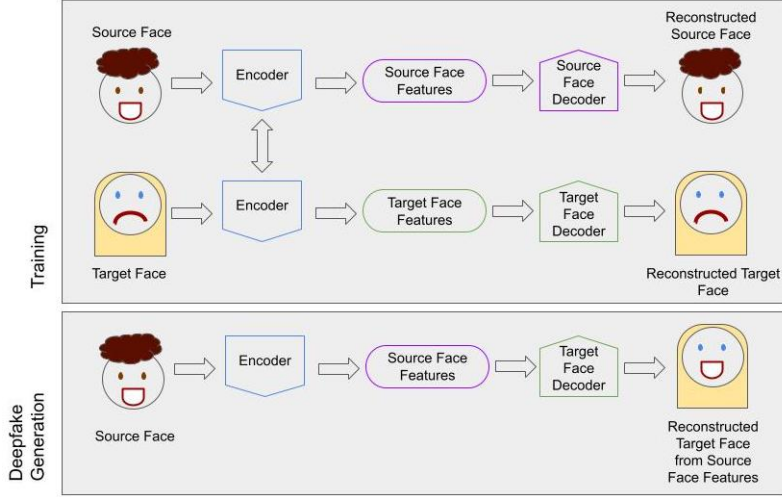 Training
Source Face
Encoder
Source Face
Features
Source
Face
Decoder
Reconstructed
Source Face
Target Face
Encoder
Target Face
Features
Target
Face
Decoder
Reconstructed Target
Face
Deepfake
Generation
Source Face
Encoder
Source Face
Features
Target
Face
Decoder
Reconstructed
Target Face
from Source
Face Features